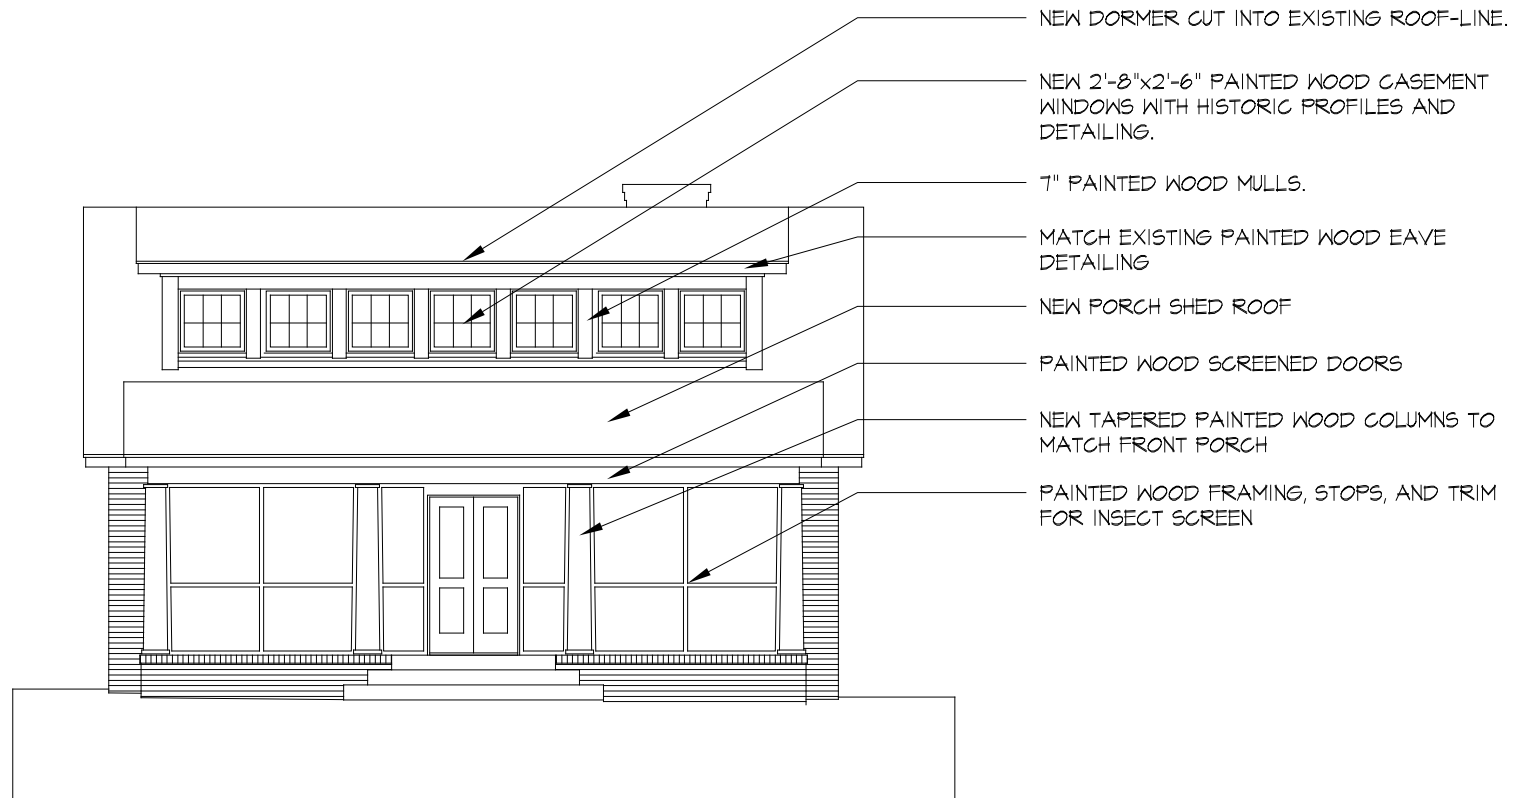 NEW DORMER CUT INTO EXISTING ROOF-LINE.
NEW 2'-8"x2'-6" PAINTED WOOD CASEMENT
WINDOWS WITH HISTORIC PROFILES AND
DETAILING.
7" PAINTED WOOD MULLS.
MATCH EXISTING PAINTED WOOD EAVE
DETAILING
NEW PORCH SHED ROOF
PAINTED WOOD SCREENED DOORS
NEW TAPERED PAINTED WOOD COLUMNS TO
MATCH FRONT PORCH
PAINTED WOOD FRAMING, STOPS, AND TRIM
FOR INSECT SCREEN